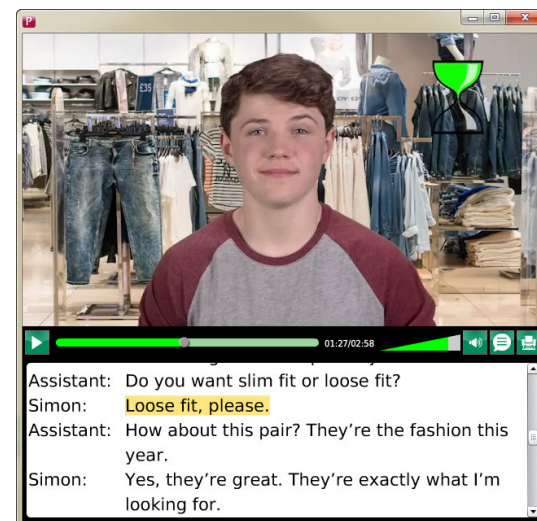 P
£35
01:27/02:58
Assistant: Do you want slim fit or loose fit?
Simon: Loose fit, please.
Assistant: How about this pair? They're the fashion this
year.
Simon: Yes, they're great. They're exactly what I'm
looking for.